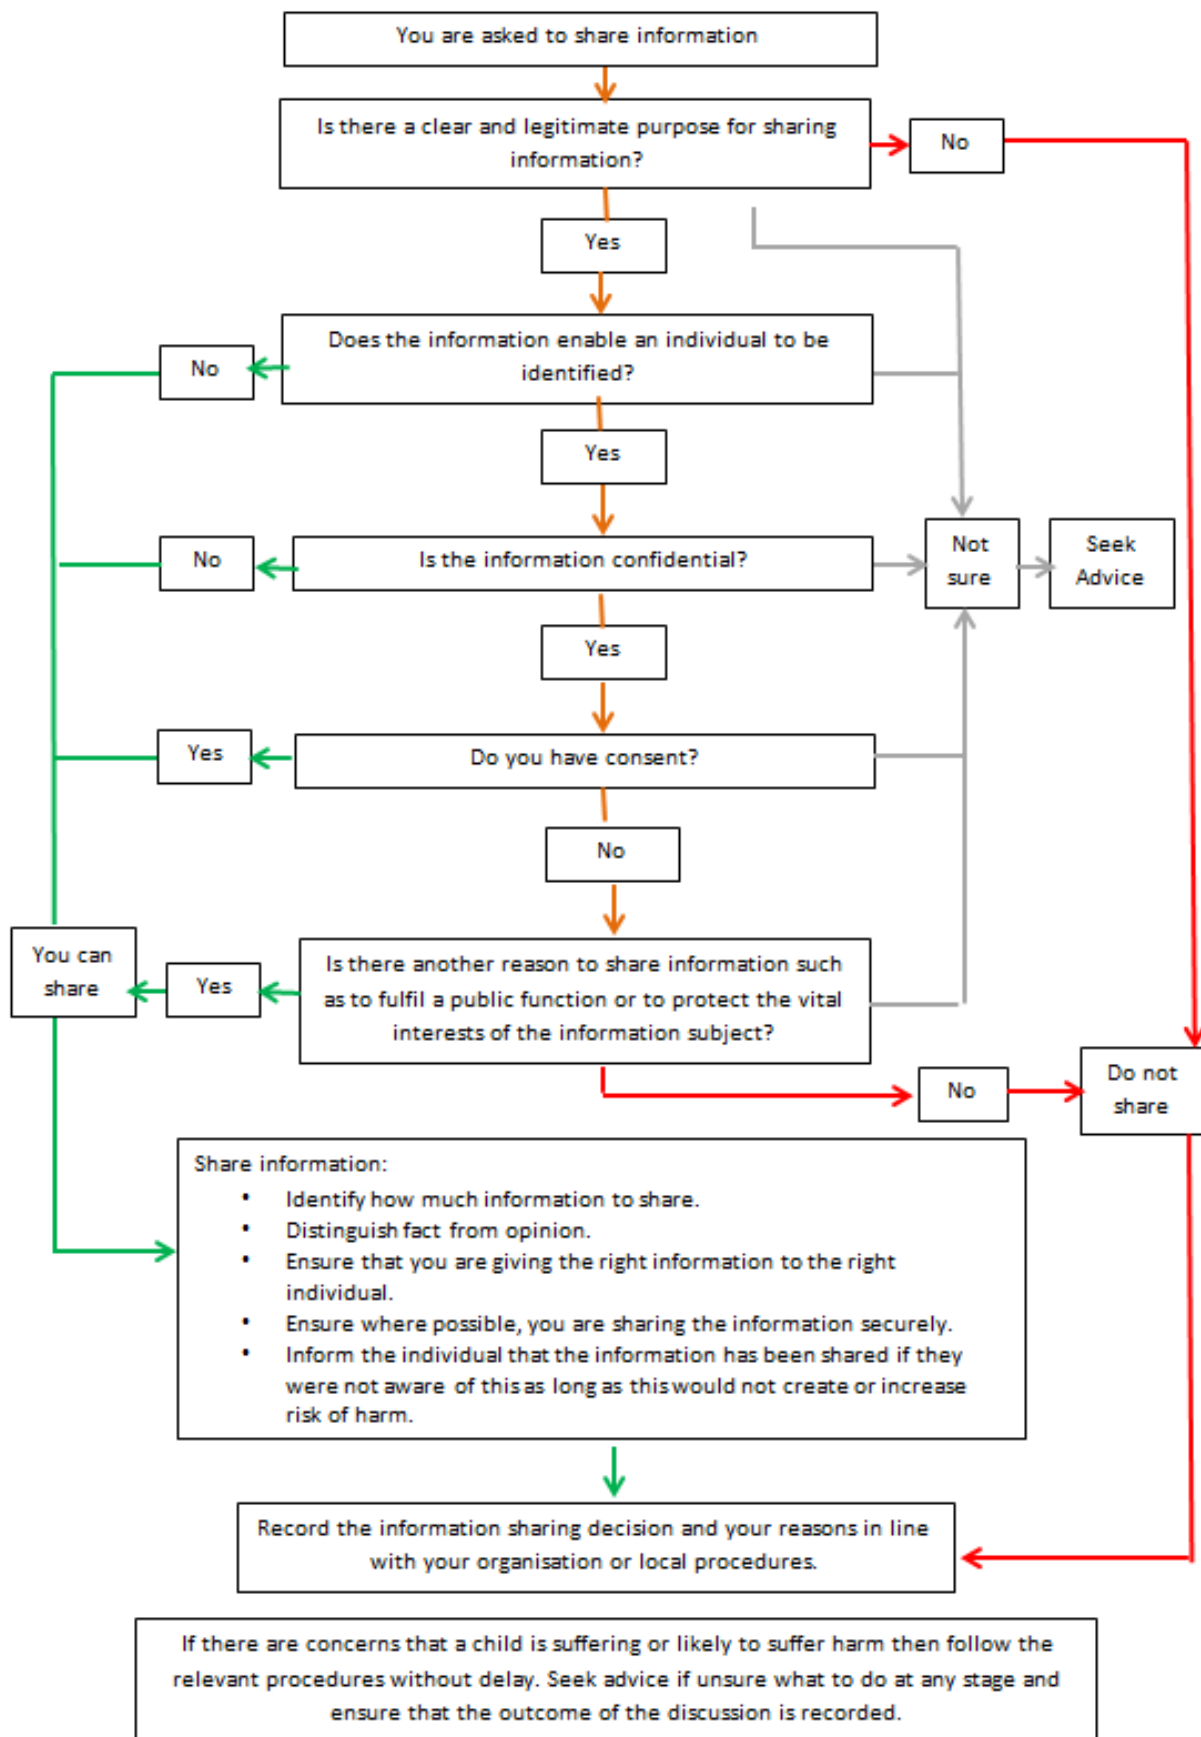 You are asked to share information
Is there a clear and legitimate purpose for sharing
information?
No
Yes
Does the information enable an individual to be
identified?
No
Yes
Is the information confidential?
No
Not
sure
Seek
Advice
Yes
Do you have consent?
Yes
No
Is there another reason to share information such
as to fulfil a public function or to protect the vital
interests of the information subject?
Yes
You can
share
No
Do not
share
Share information:
• Identify how much information to share.
• Distinguish fact from opinion.
• Ensure that you are giving the right information to the right
individual.
• Ensure where possible, you are sharing the information securely.
• Inform the individual that the information has been shared if they
were not aware of this as long as this would not create or increase
risk of harm.
Record the information sharing decision and your reasons in line
with your organisation or local procedures.
If there are concerns that a child is suffering or likely to suffer harm then follow the
relevant procedures without delay. Seek advice if unsure what to do at any stage and
ensure that the outcome of the discussion is recorded.